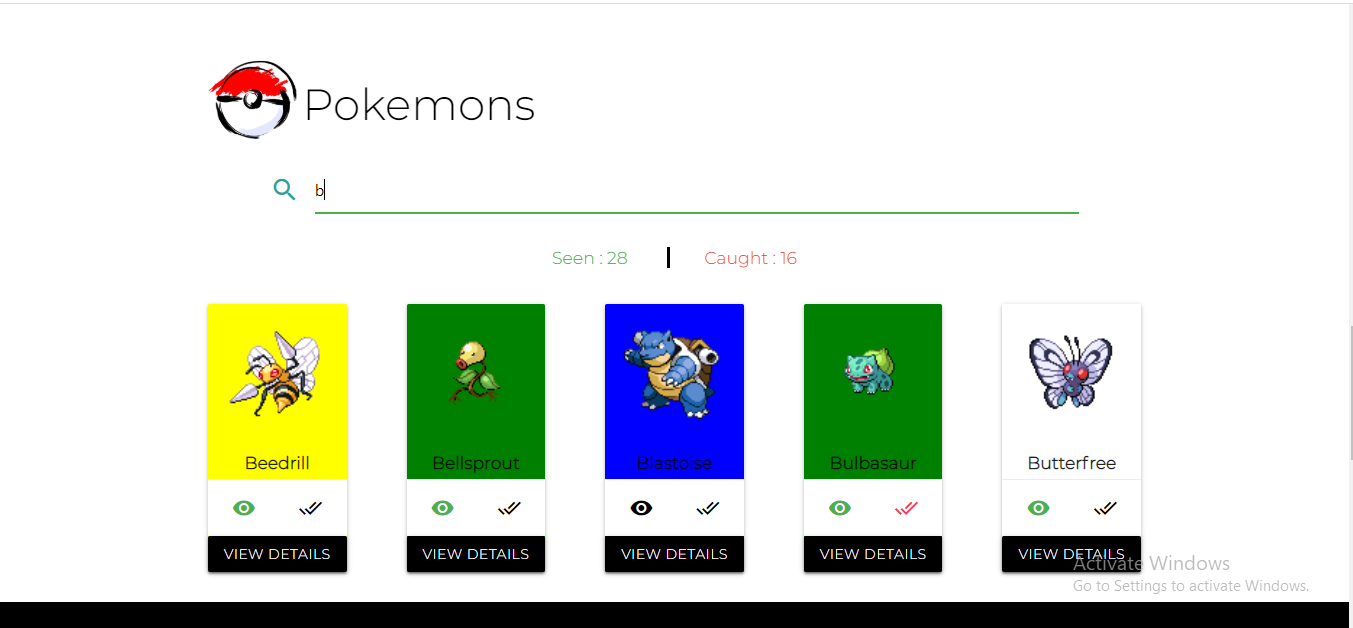 Pokemons
b
Seen : 28 Caught : 16
Beedrill Bellsprout Blastoise Bulbasaur Butterfree
VIEW DETAILS VIEW DETAILS VIEW DETAILS VIEW DETAILS VIEW DETAILS
Activate Windows
Go to Settings to activate Windows.